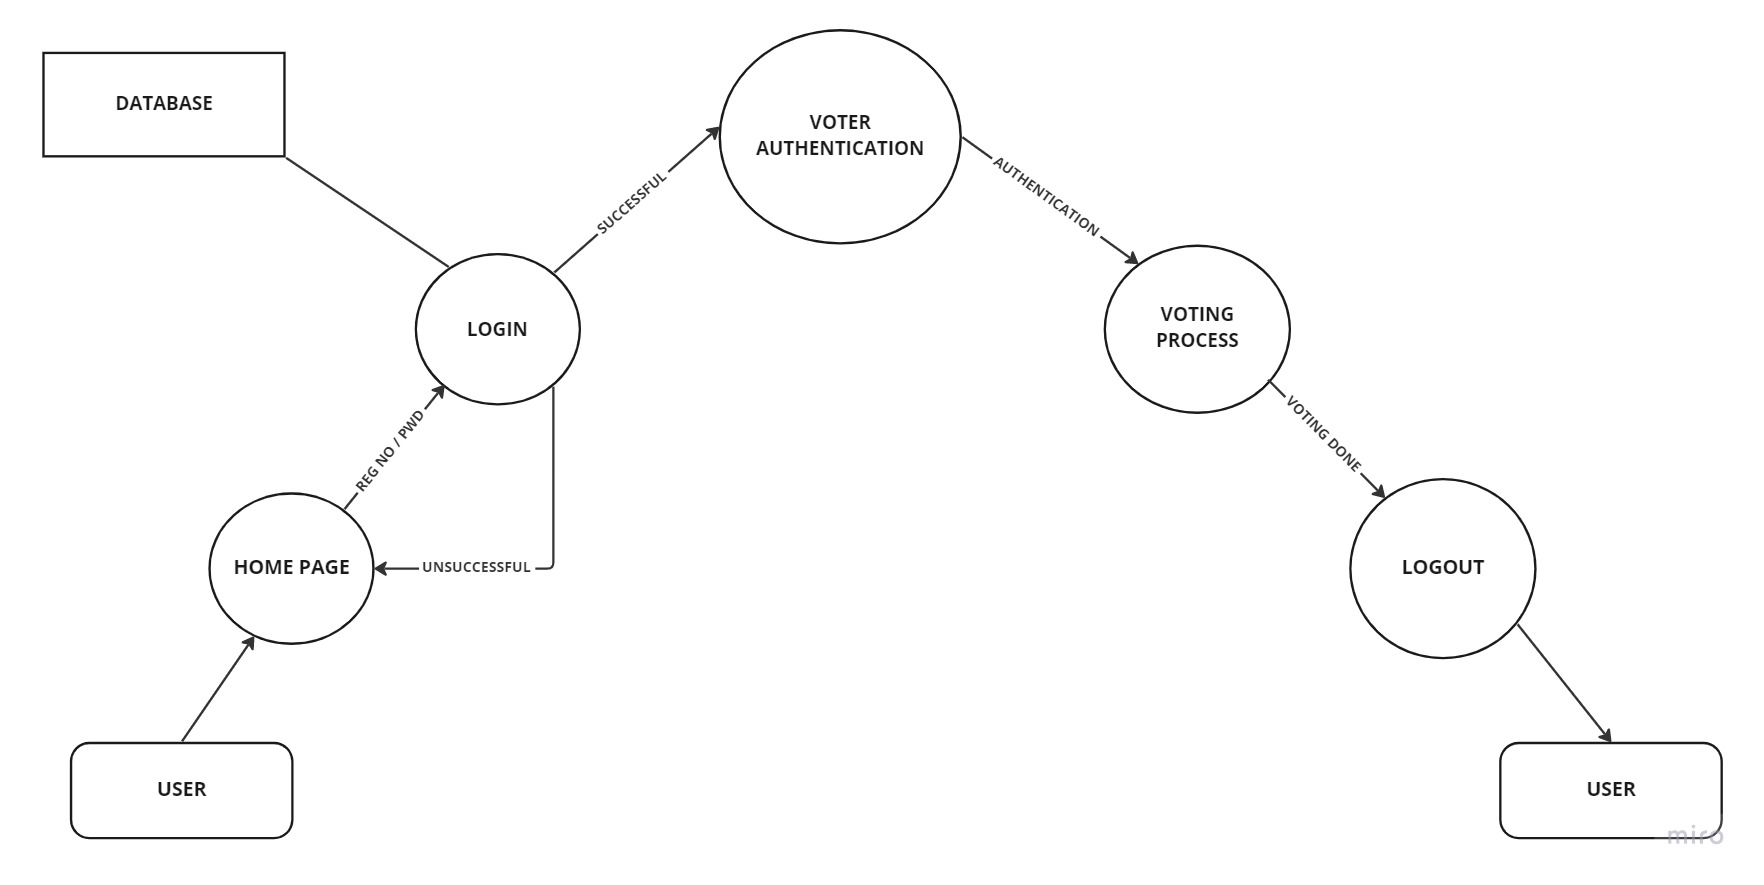 DATABASE
VOTER
AUTHENTICATION
SUCCESSFUL
AUTHENTICATION
LOGIN
VOTING
PROCESS
REG NO / PWD
VOTING DONE
HOME PAGE
UNSUCCESSFUL
LOGOUT
USER
USER
miro